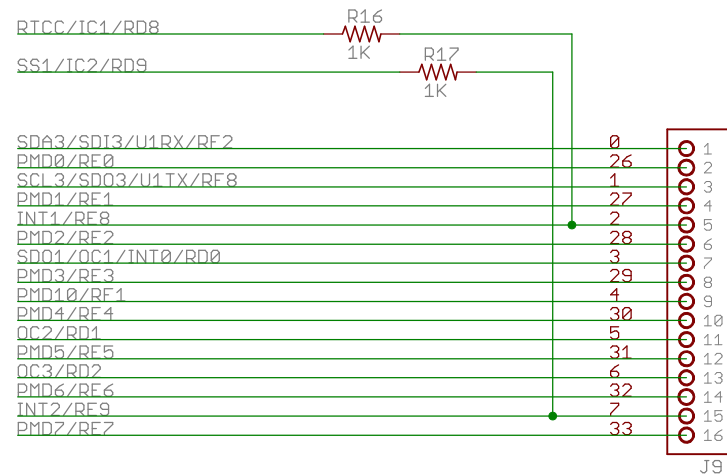 R16
RTCC/IC1/RD8
1K
R17
SS1/IC2/RD9
1K
SDA3/SDI3/U1RX/RF2 0 1
PMD0/RE0 26 2
SCL3/SDO3/U1TX/RF8 1 3
PMD1/RE1 27 4
INT1/RE8 2 5
PMD2/RE2 28 6
SDO1/OC1/INT0/RD0 3 7
PMD3/RE3 29 8
PMD10/RF1 4 9
PMD4/RE4 30 10
OC2/RD1 5 11
PMD5/RE5 31 12
OC3/RD2 6 13
PMD6/RE6 32 14
INT2/RE9 7 15
PMD7/RE7 33 16
J9